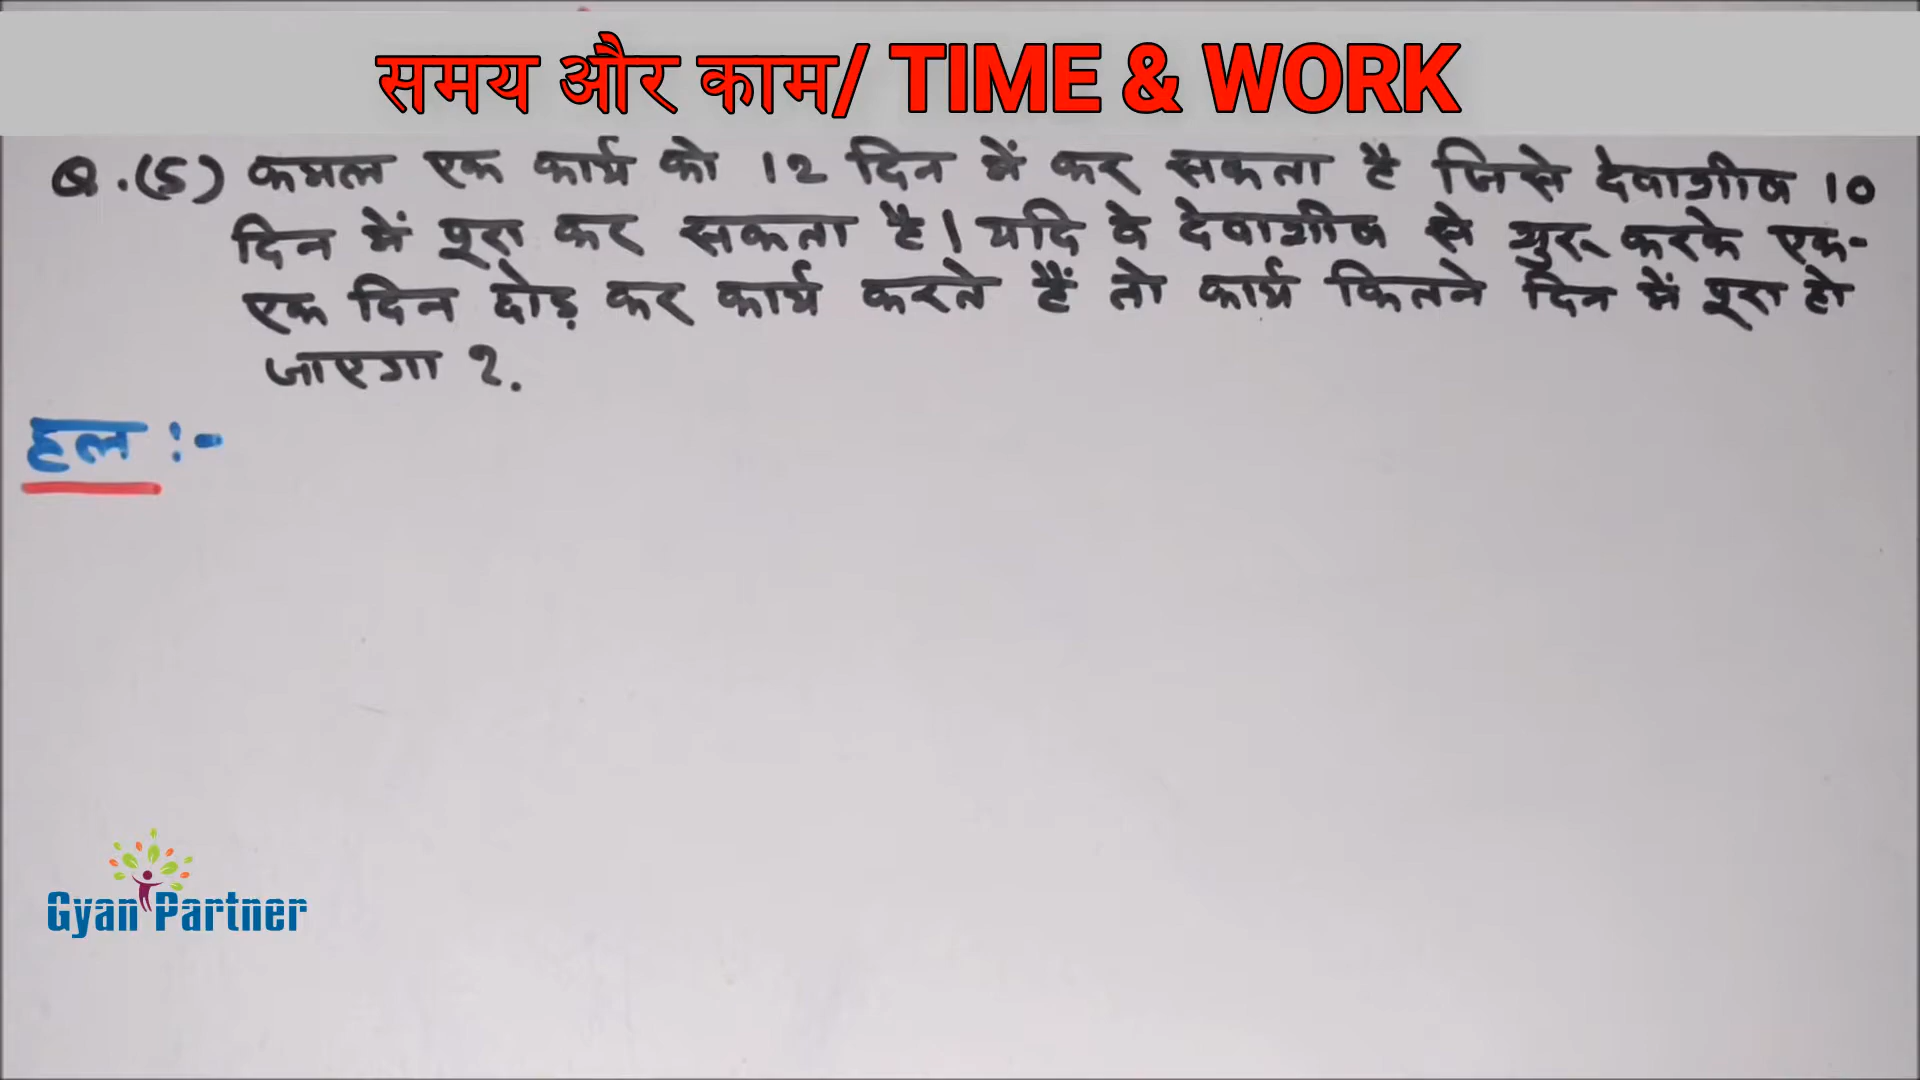 समय और काम/ TIME & WORK
Q.(5) कमल एक कार्य को 12 दिन में कर सकता है जिसे देवाशीष 10
दिन में पूरा कर सकता है। यदि वे देवाशीष से शुरू करके एक-
एक दिन छोड़ कर कार्य करते हैं तो कार्य कितने दिन में पूरा हो
जाएगा ?.
हल :-
Gyan Partner